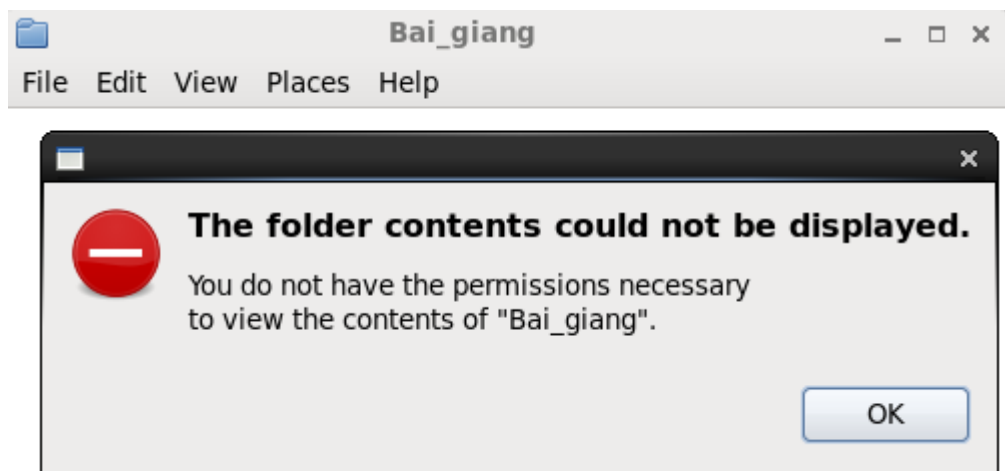 Bai_giang
File Edit View Places Help
The folder contents could not be displayed.
You do not have the permissions necessary
to view the contents of "Bai_giang".
OK